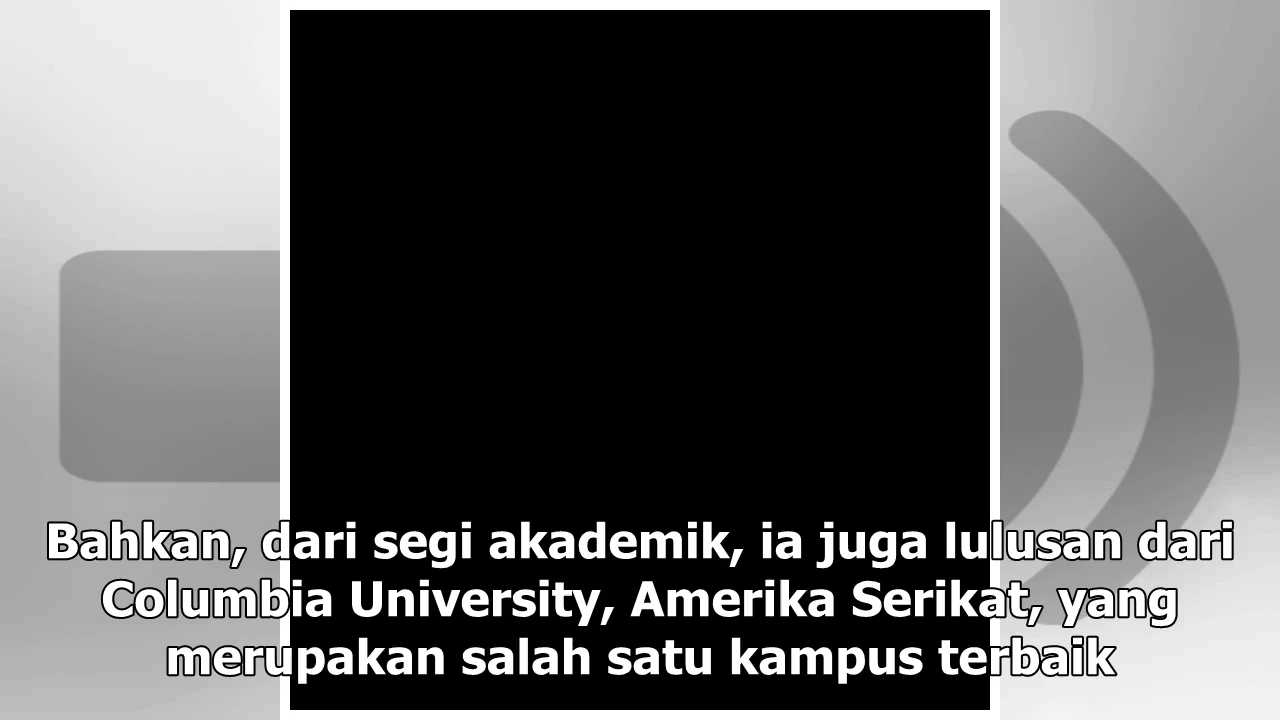 Bahkan, dari segi akademik, ia juga lulusan dari
Columbia University, Amerika Serikat, yang
merupakan salah satu kampus terbaik